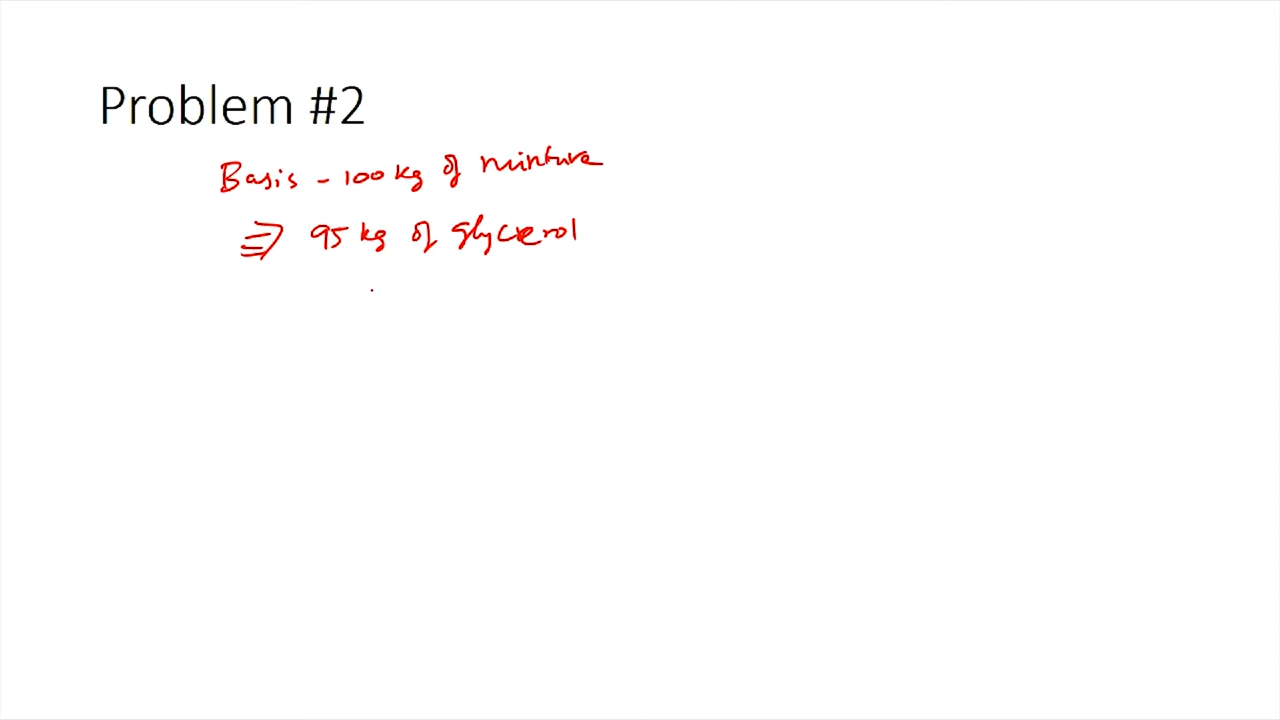 Problem #2
Basis - 100 kg of mixture
⇒ 95 kg of glycerol